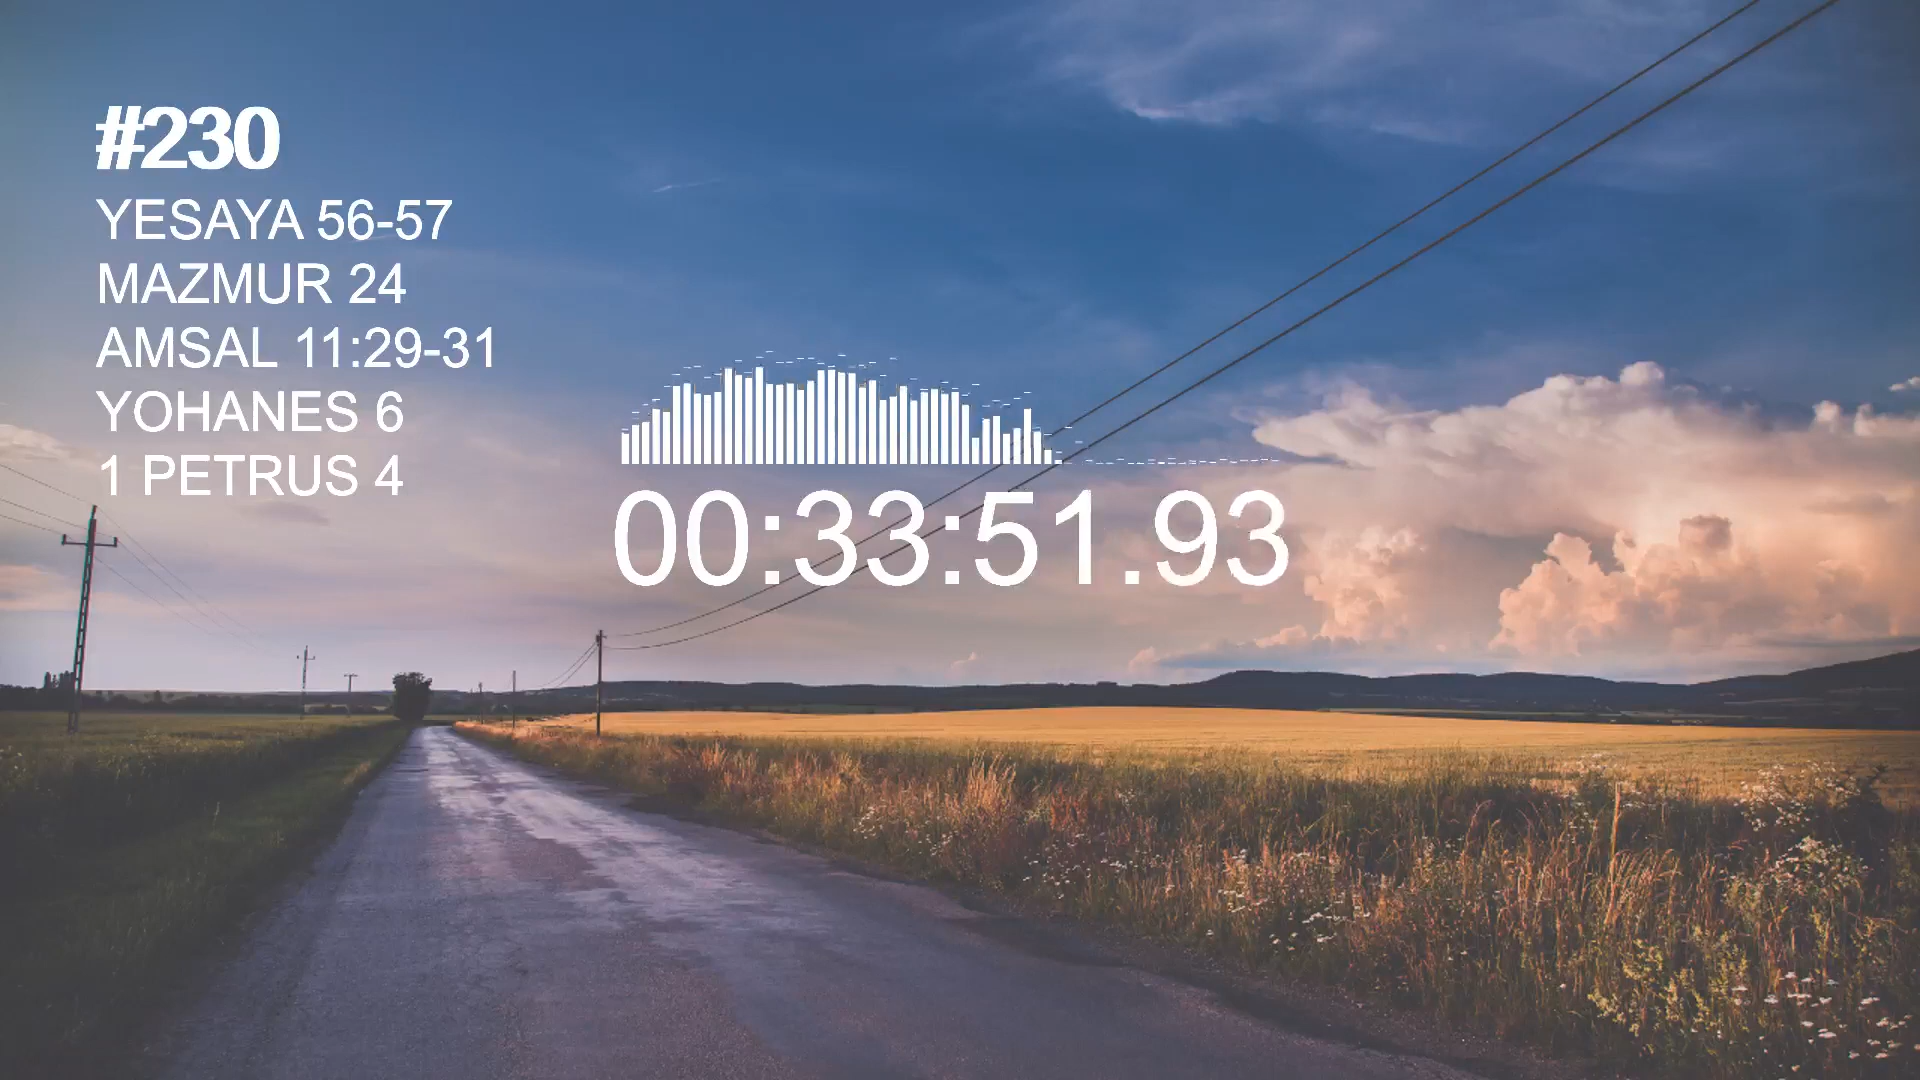 #230
YESAYA 56-57
MAZMUR 24
AMSAL 11:29-31
YOHANES 6
1 PETRUS 4
00:33:51.93